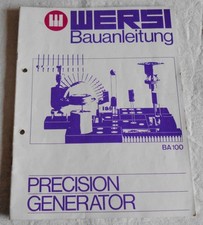 WERSI
Bauanleitung
BA 100
PRECISION
GENERATOR